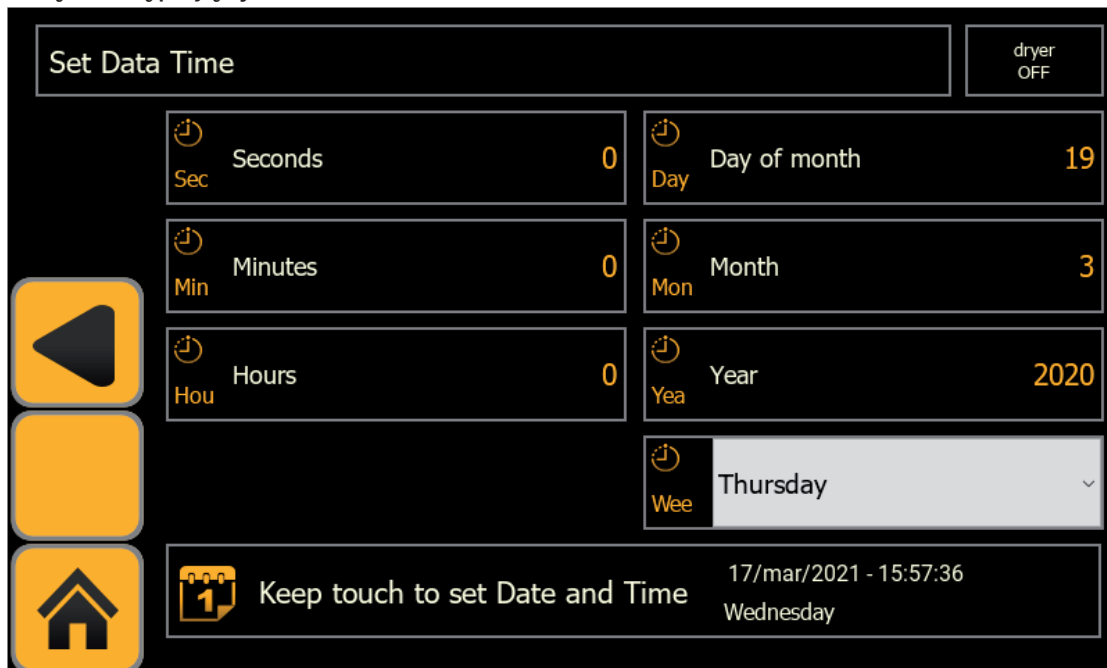 Set Data Time
dryer
OFF
Sec
Seconds
0
Day
Day of month
19
Min
Minutes
0
Mon
Month
3
Hou
Hours
0
Yea
Year
2020
Wee
Thursday
1
Keep touch to set Date and Time
17/mar/2021 - 15:57:36
Wednesday